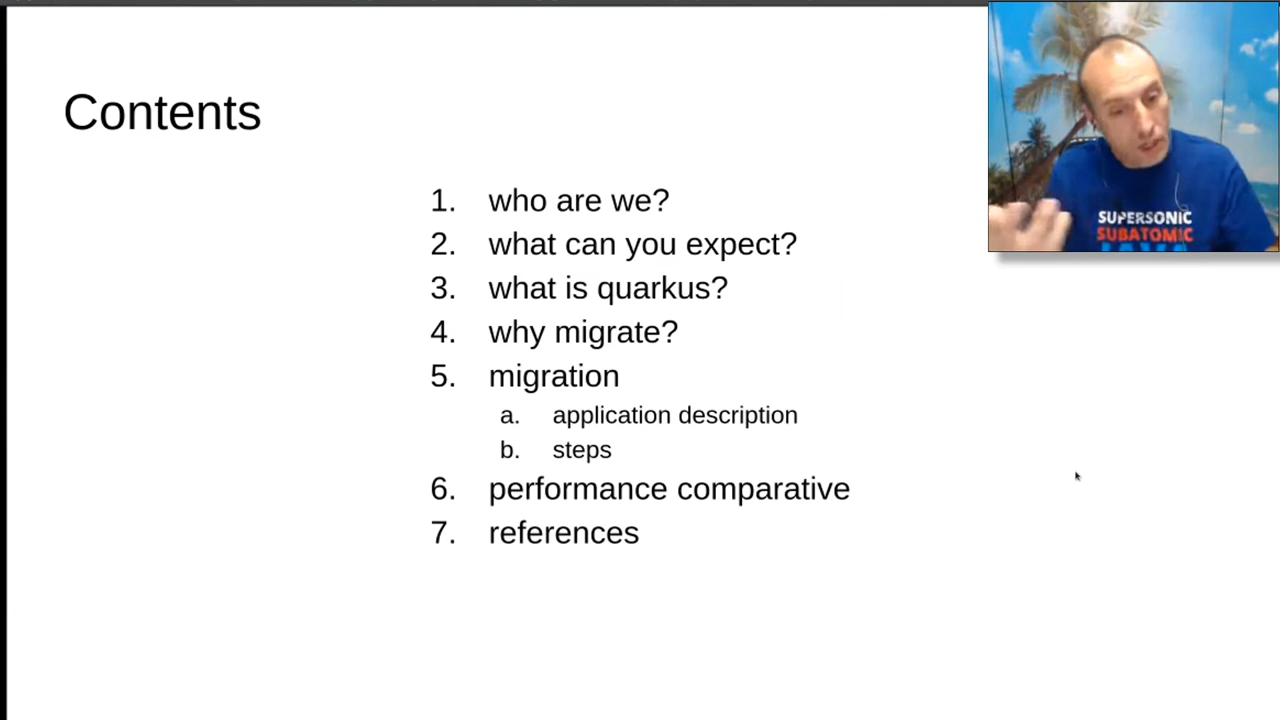 Contents
1. who are we?
2. what can you expect?
3. what is quarkus?
4. why migrate?
5. migration
a. application description
b. steps
6. performance comparative
7. references
SUPERSONIC
SUBATOMIC
JAVA